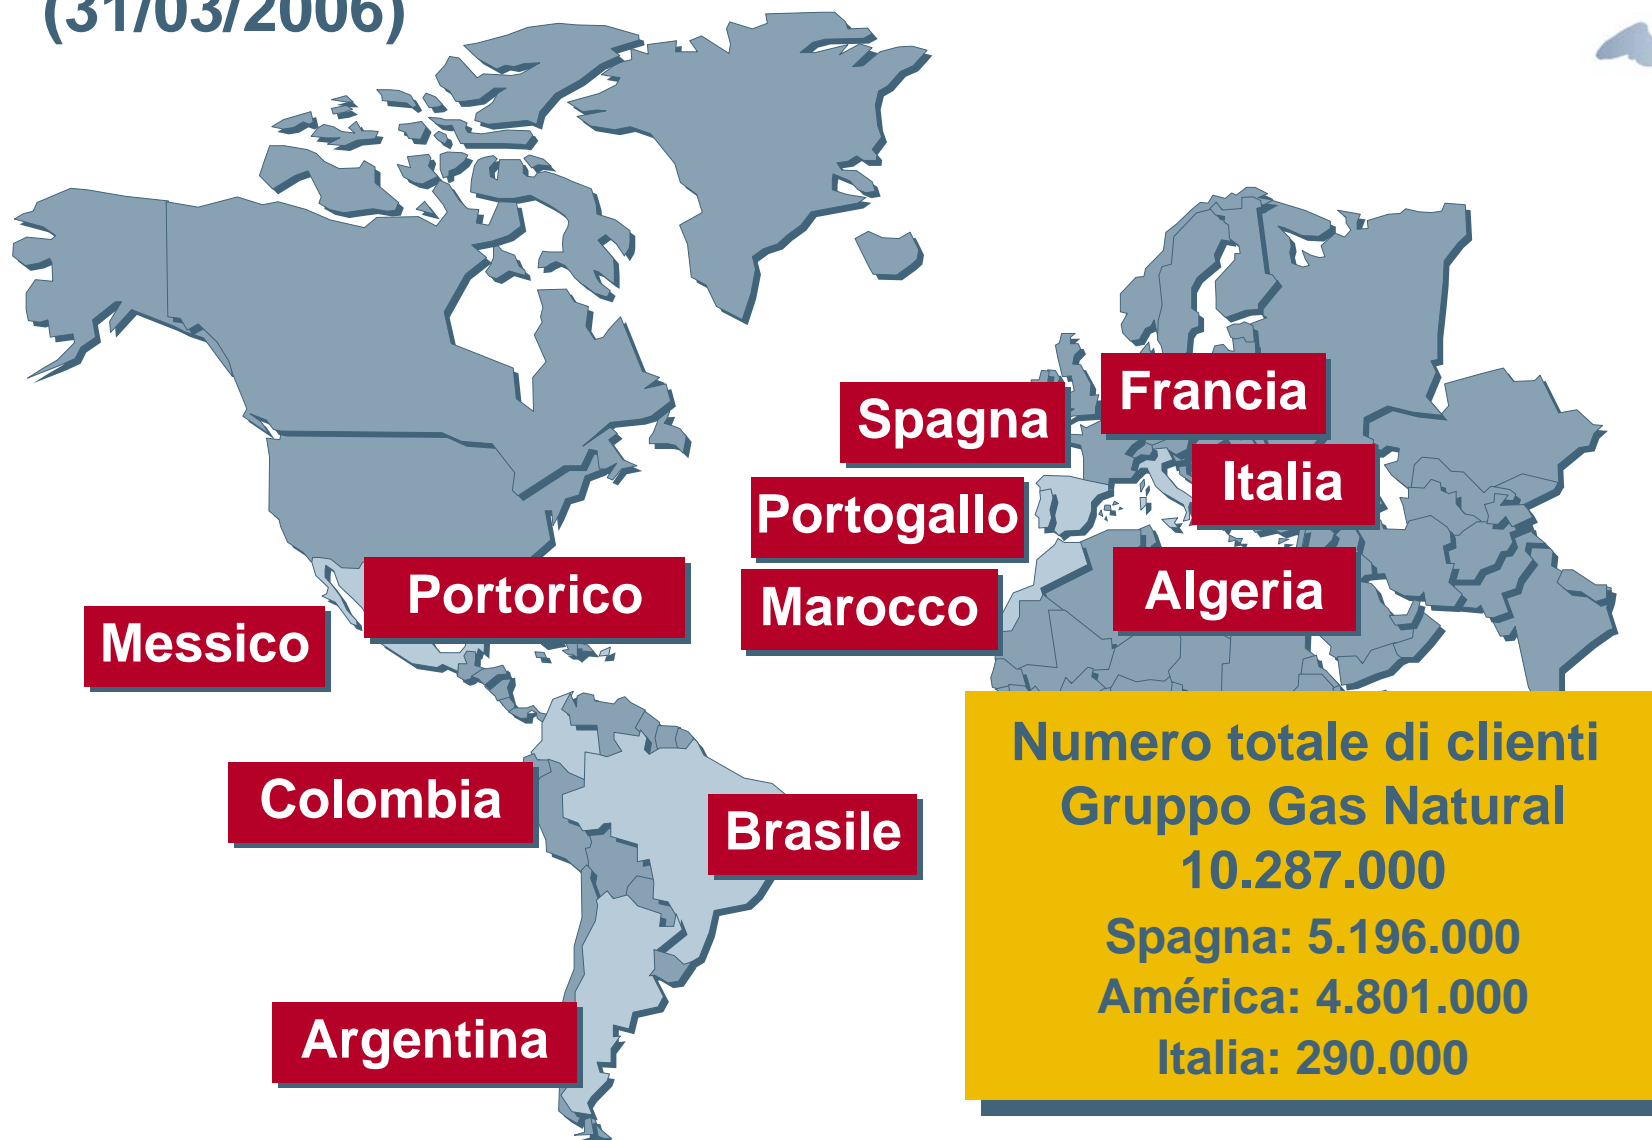 (31/03/2006)
Francia
Spagna
Italia
Portogallo
Portorico
Marocco
Algeria
Messico
Colombia
Brasile
Argentina
Numero totale di clienti
Gruppo Gas Natural
10.287.000
Spagna: 5.196.000
América: 4.801.000
Italia: 290.000